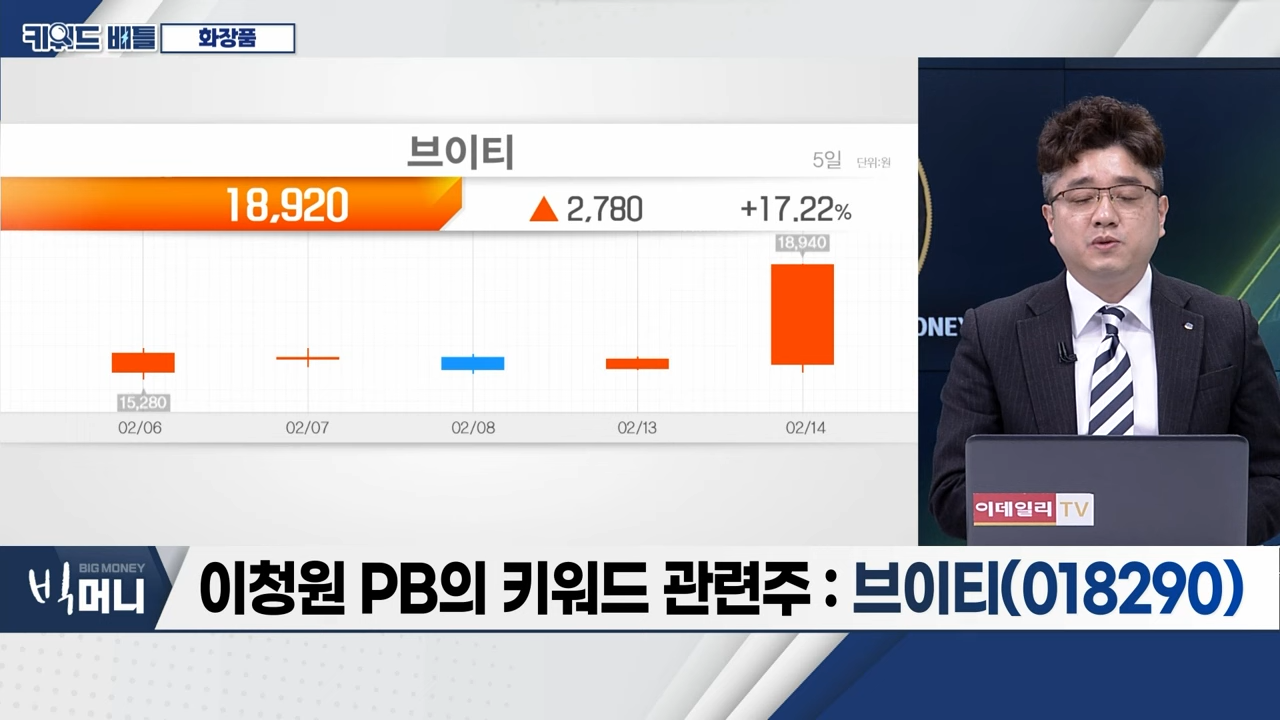 키워드 배틀 화장품
브이티
5일 단위:원
18,920 ▲ 2,780 +17.22%
18,940
15,280
02/06 02/07 02/08 02/13 02/14
ONEY
이데일리 TV
BIG MONEY
빅머니
이청원 PB의 키워드 관련주 : 브이티(018290)